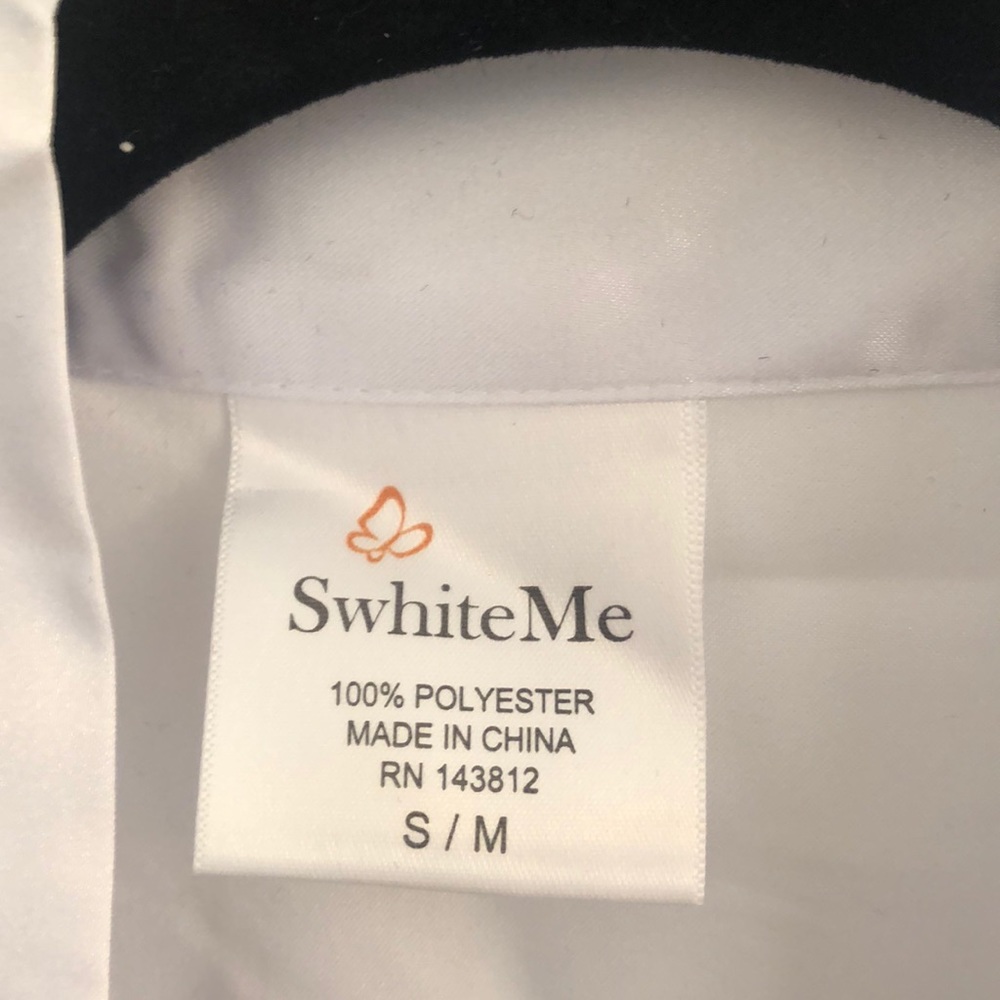 SwhiteMe
100% POLYESTER
MADE IN CHINA
RN 143812
S / M